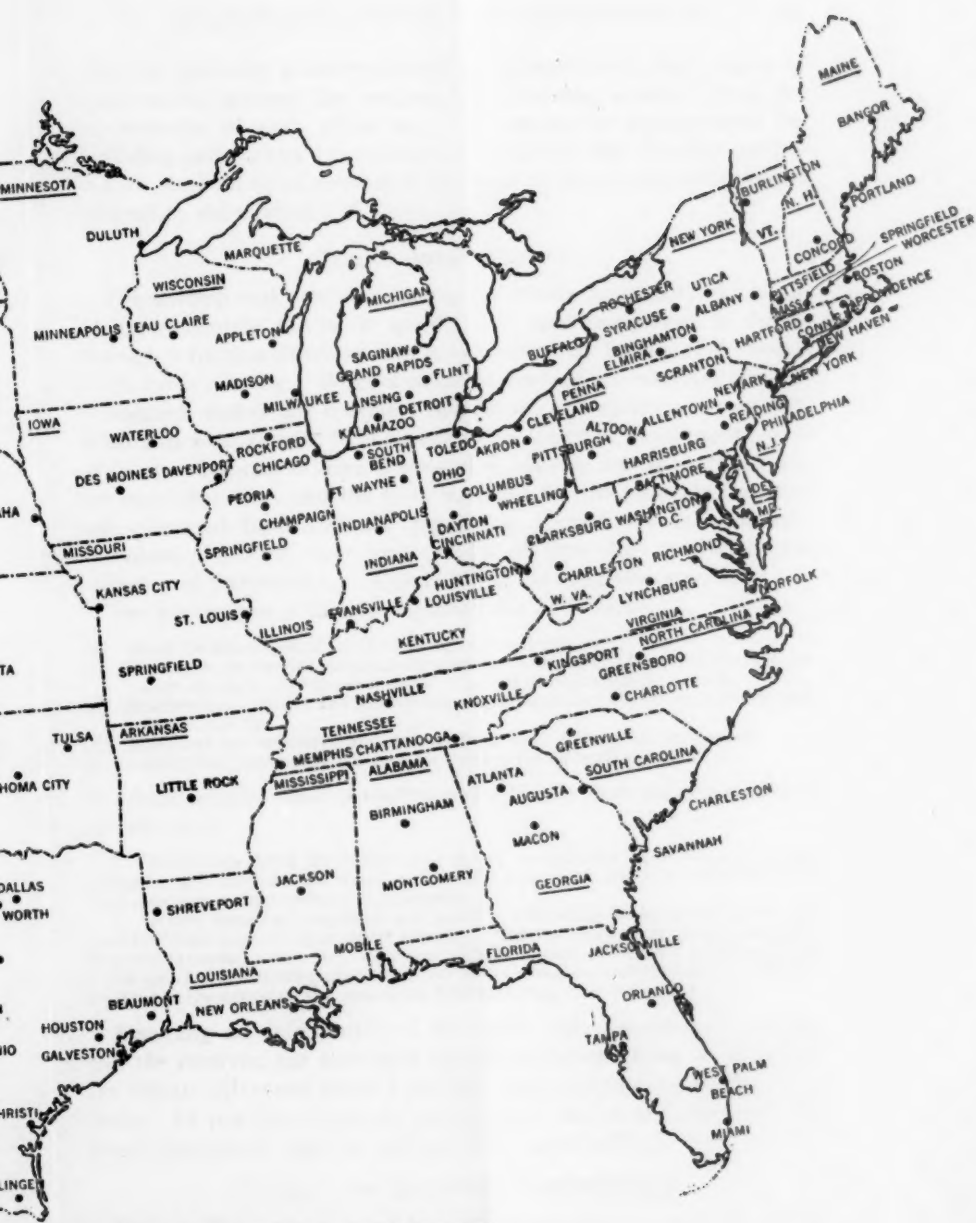 MAINE
BANGOR
MINNESOTA
BURLINGTON
N. H.
PORTLAND
DULUTH
MARQUETTE
NEW YORK
VT.
SPRINGFIELD
WORCESTER
CONCORD
WISCONSIN
MICHIGAN
PITTSFIELD
BOSTON
MASS.
ROCHESTER
UTICA
ALBANY
PROVIDENCE
MINNEAPOLIS
EAU CLAIRE
APPLETON
SYRACUSE
HARTFORD
CONN.
NEW HAVEN
BUFFALO
BINGHAMTON
SAGINAW
ELMIRA
GRAND RAPIDS
FLINT
SCRANTON
NEWARK
NEW YORK
MADISON
MILWAUKEE
LANSING
DETROIT
PENNA
IOWA
KALAMAZOO
CLEVELAND
ALLENTOWN
READING
PHILADELPHIA
WATERLOO
ROCKFORD
TOLEDO
AKRON
ALTOONA
PITTSBURGH
HARRISBURG
N.J.
CHICAGO
SOUTH
BEND
OHIO
DES MOINES
DAVENPORT
FT WAYNE
COLUMBUS
WHEELING
BALTIMORE
DEL
MD.
PEORIA
AHA
CHAMPAIGN
INDIANAPOLIS
DAYTON
CLARKSBURG
WASHINGTON
D.C.
MISSOURI
SPRINGFIELD
CINCINNATI
INDIANA
HUNTINGTON
CHARLESTON
RICHMOND
KANSAS CITY
LOUISVILLE
W. VA.
LYNCHBURG
NORFOLK
ST. LOUIS
ILLINOIS
EVANSVILLE
VIRGINIA
KENTUCKY
NORTH CAROLINA
TA
SPRINGFIELD
KINGSPORT
GREENSBORO
NASHVILLE
KNOXVILLE
CHARLOTTE
TULSA
ARKANSAS
TENNESSEE
GREENVILLE
MEMPHIS
CHATTANOOGA
SOUTH CAROLINA
HOMA CITY
LITTLE ROCK
MISSISSIPPI
ALABAMA
ATLANTA
AUGUSTA
CHARLESTON
BIRMINGHAM
MACON
SAVANNAH
DALLAS
WORTH
JACKSON
MONTGOMERY
GEORGIA
SHREVEPORT
MOBILE
FLORIDA
JACKSONVILLE
LOUISIANA
BEAUMONT
NEW ORLEANS
ORLANDO
HOUSTON
NIO
GALVESTON
TAMPA
WEST PALM
BEACH
HRISTI
MIAMI
LINGE